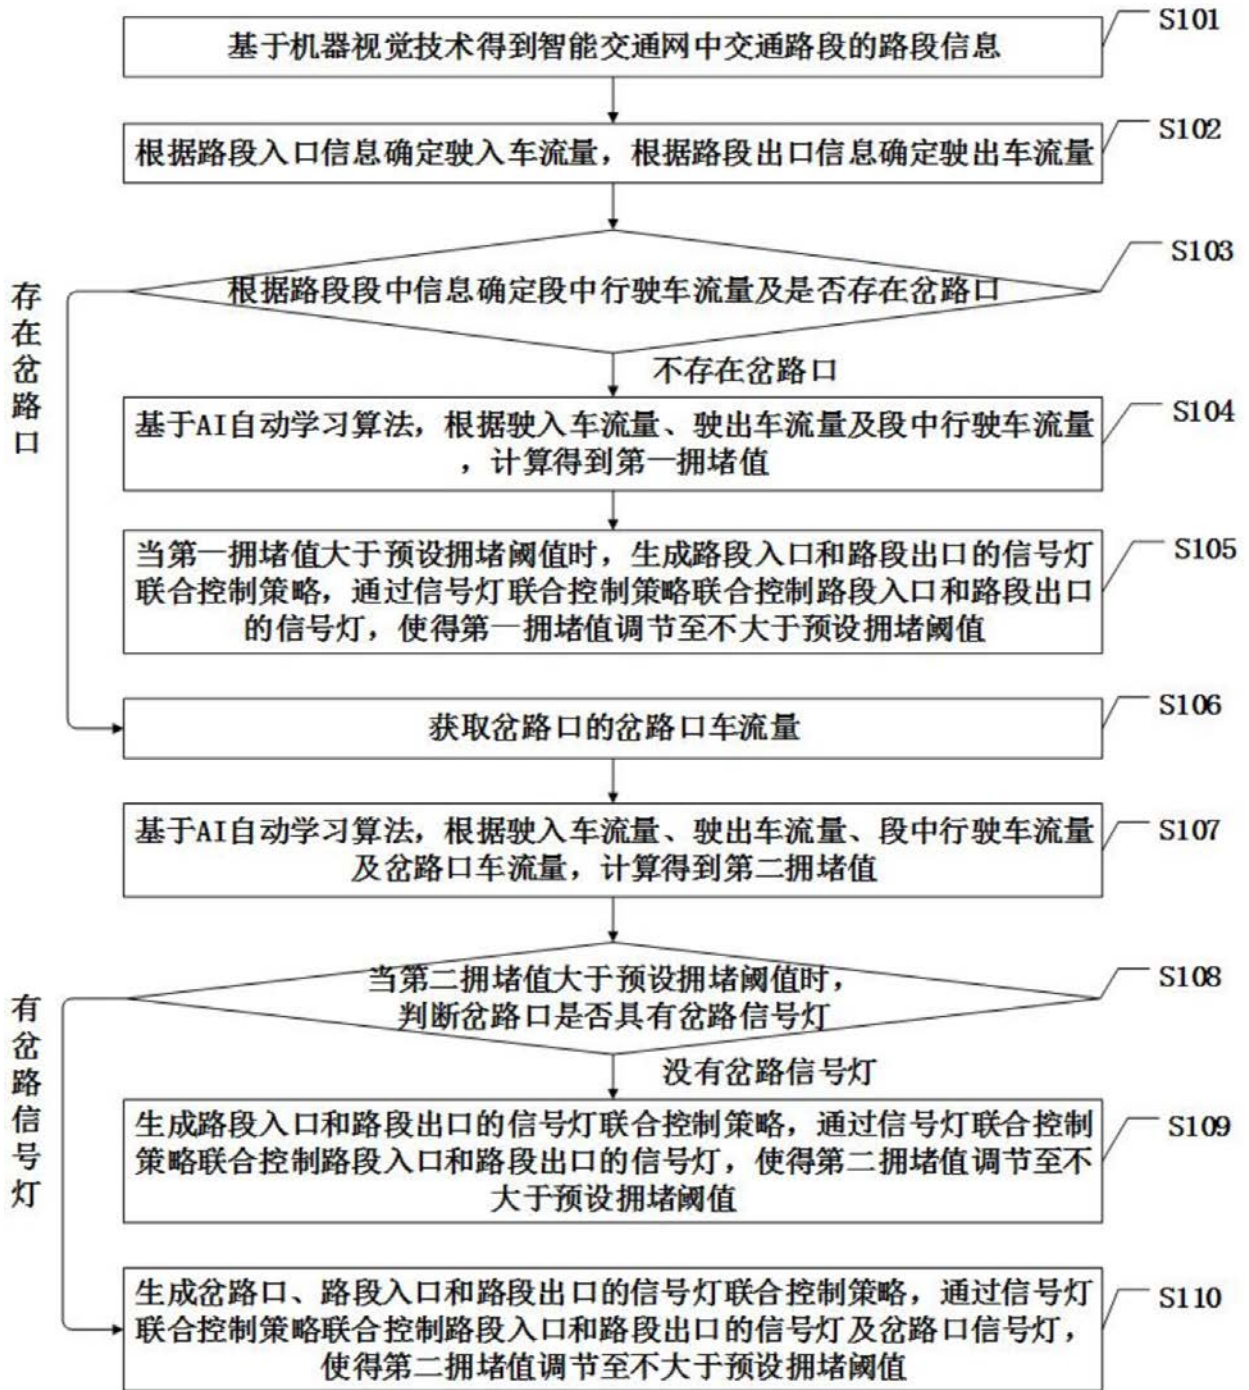 S101
基于机器视觉技术得到智能交通网中交通路段的路段信息
S102
根据路段入口信息确定驶入车流量，根据路段出口信息确定驶出车流量
S103
根据路段段中信息确定段中行驶车流量及是否存在岔路口
存在岔路口
不存在岔路口
S104
基于AI自动学习算法，根据驶入车流量、驶出车流量及段中行驶车流量
，计算得到第一拥堵值
S105
当第一拥堵值大于预设拥堵阈值时，生成路段入口和路段出口的信号灯
联合控制策略，通过信号灯联合控制策略联合控制路段入口和路段出口
的信号灯，使得第一拥堵值调节至不大于预设拥堵阈值
S106
获取岔路口的岔路口车流量
S107
基于AI自动学习算法，根据驶入车流量、驶出车流量、段中行驶车流量
及岔路口车流量，计算得到第二拥堵值
S108
当第二拥堵值大于预设拥堵阈值时，
判断岔路口是否具有岔路信号灯
有岔路信号灯
没有岔路信号灯
S109
生成路段入口和路段出口的信号灯联合控制策略，通过信号灯联合控制
策略联合控制路段入口和路段出口的信号灯，使得第二拥堵值调节至不
大于预设拥堵阈值
S110
生成岔路口、路段入口和路段出口的信号灯联合控制策略，通过信号灯
联合控制策略联合控制路段入口和路段出口的信号灯及岔路口信号灯，
使得第二拥堵值调节至不大于预设拥堵阈值